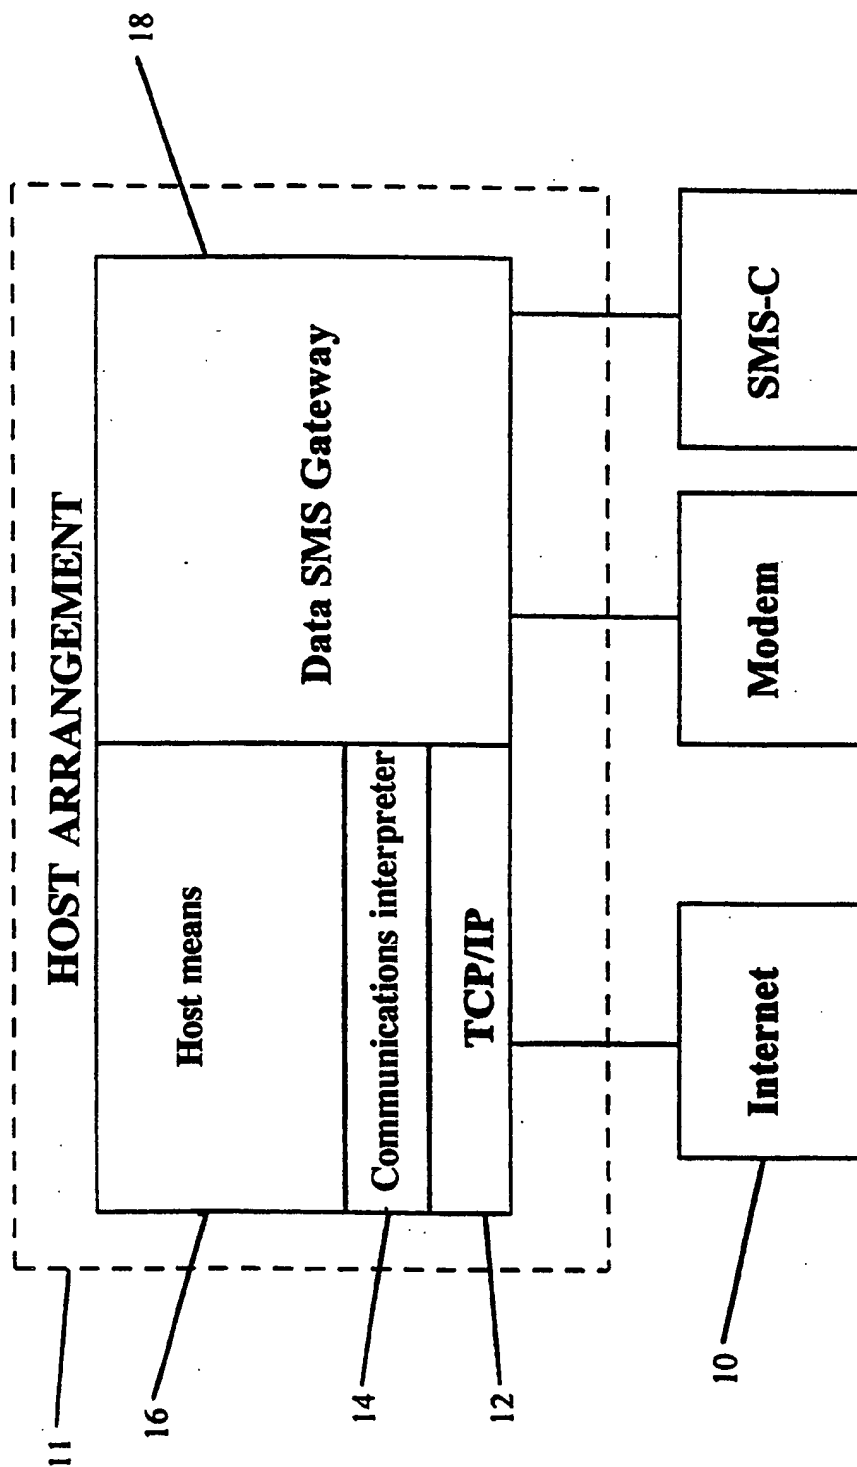 HOST ARRANGEMENT
11
16
Host means
14
Communications interpreter
12
TCP/IP
18
Data SMS Gateway
10
Internet
Modem
SMS-C